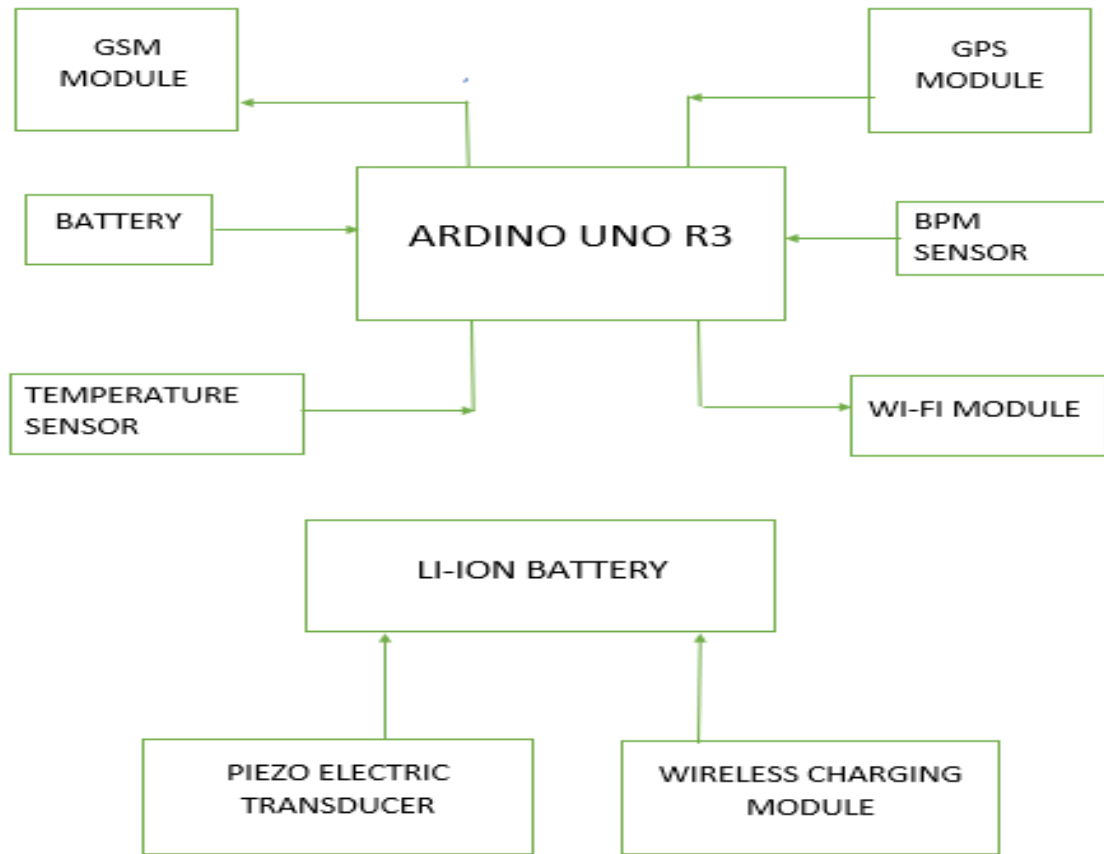 GSM
MODULE
GPS
MODULE
BATTERY
ARDINO UNO R3
BPM
SENSOR
TEMPERATURE
SENSOR
WI-FI MODULE
LI-ION BATTERY
PIEZO ELECTRIC
TRANSDUCER
WIRELESS CHARGING
MODULE